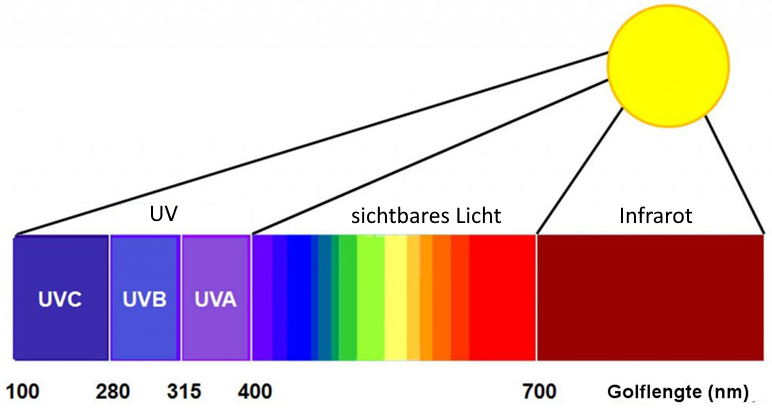 UV
sichtbares Licht
Infrarot
UVC
UVB
UVA
100
280
315
400
700
Golflengte (nm)